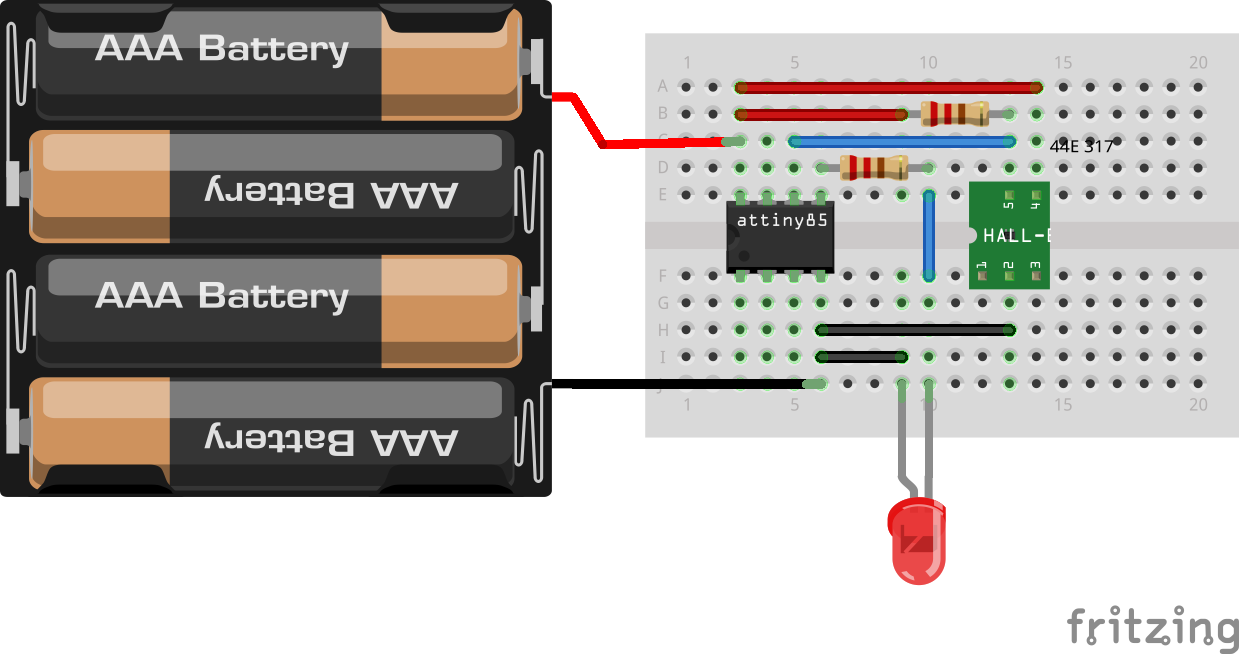 AAA Battery
AAA Battery
AAA Battery
AAA Battery
1 5 10 15 20
A
B
C
D
E
F
G
H
I
J
1 5 10 15 20
attiny85
44E 317
5 4
HALL-E
1 2 3
fritzing